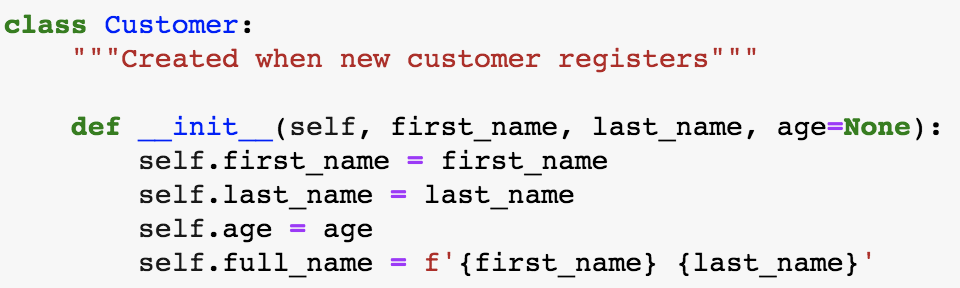 class Customer:
    """Created when new customer registers"""

    def __init__(self, first_name, last_name, age=None):
        self.first_name = first_name
        self.last_name = last_name
        self.age = age
        self.full_name = f'{first_name} {last_name}'